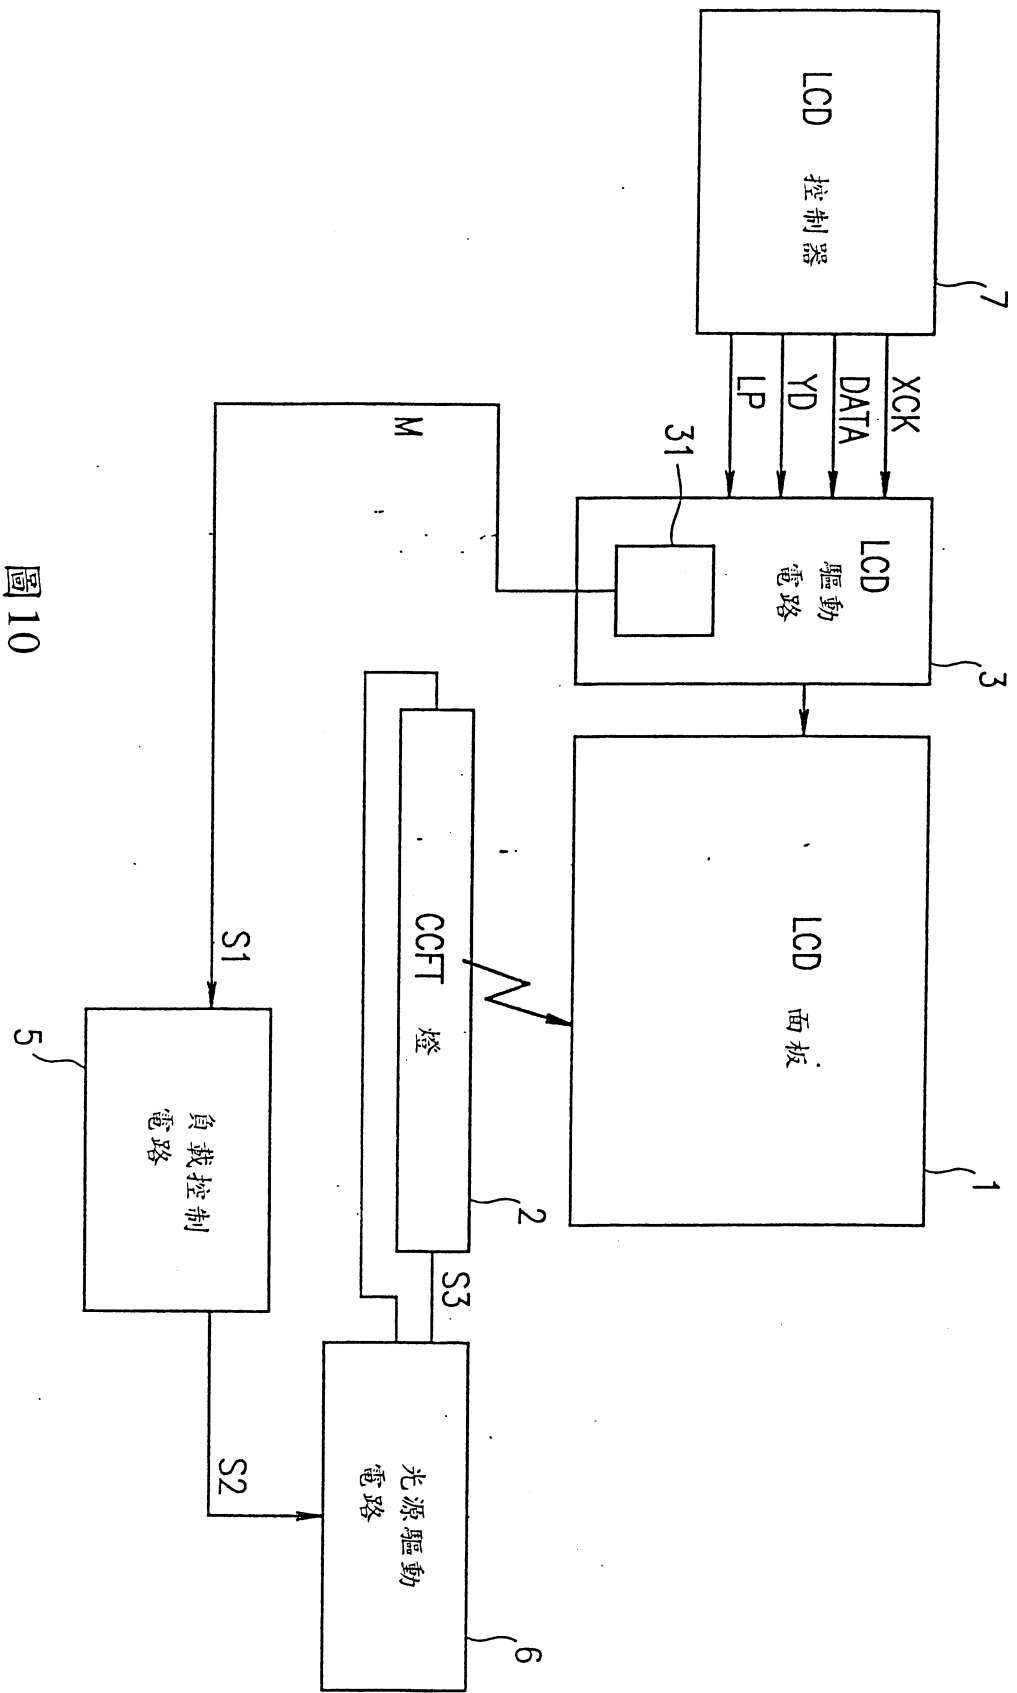 7
LCD
控制器
XCK
DATA
YD
LP
3
LCD
驅動
電路
31
M
1
LCD
面板
CCFT 燈
2
S3
S1
5
負載控制
電路
S2
光源驅動
電路
6
圖10